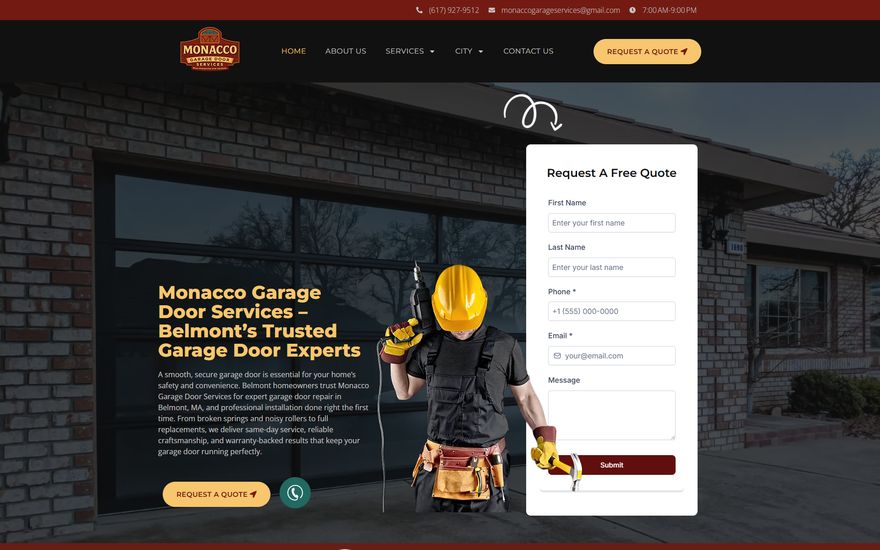 (617) 927-9512 monaccogarageservices@gmail.com 7:00 AM-9:00 PM
MONACCO
GARAGE DOOR
SERVICES
HOME ABOUT US SERVICES CITY CONTACT US REQUEST A QUOTE
Request A Free Quote
First Name
Enter your first name
Last Name
Enter your last name
Phone *
+1 (555) 000-0000
Email *
your@email.com
Message
Submit
Monacco Garage
Door Services –
Belmont's Trusted
Garage Door Experts
A smooth, secure garage door is essential for your home's
safety and convenience. Belmont homeowners trust Monacco
Garage Door Services for expert garage door repair in
Belmont, MA, and professional installation done right the first
time. From broken springs and noisy rollers to full
replacements, we deliver same-day service, reliable
craftsmanship, and warranty-backed results that keep your
garage door running perfectly.
REQUEST A QUOTE